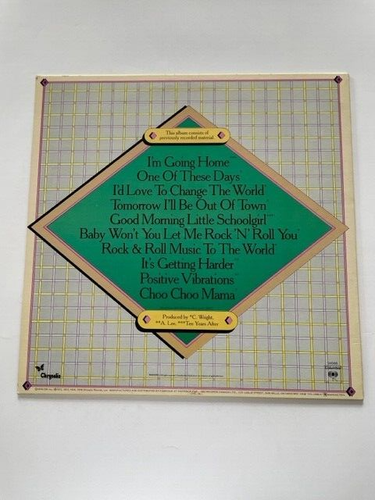 This album consists of
previously recorded material.
I'm Going Home*
One Of These Days*
I'd Love To Change The World*
Tomorrow I'll Be Out Of Town*
Good Morning Little Schoolgirl***
Baby Won't You Let Me Rock 'N' Roll You*
Rock & Roll Music To The World*
It's Getting Harder*
Positive Vibrations*
Choo Choo Mama*
Produced by *C. Wright,
**A. Lee, ***Ten Years After
Chrysalis